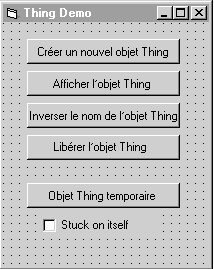 Thing Demo
Créer un nouvel objet Thing
Afficher l'objet Thing
Inverser le nom de l'objet Thing
Libérer l'objet Thing
Objet Thing temporaire
Stuck on itself